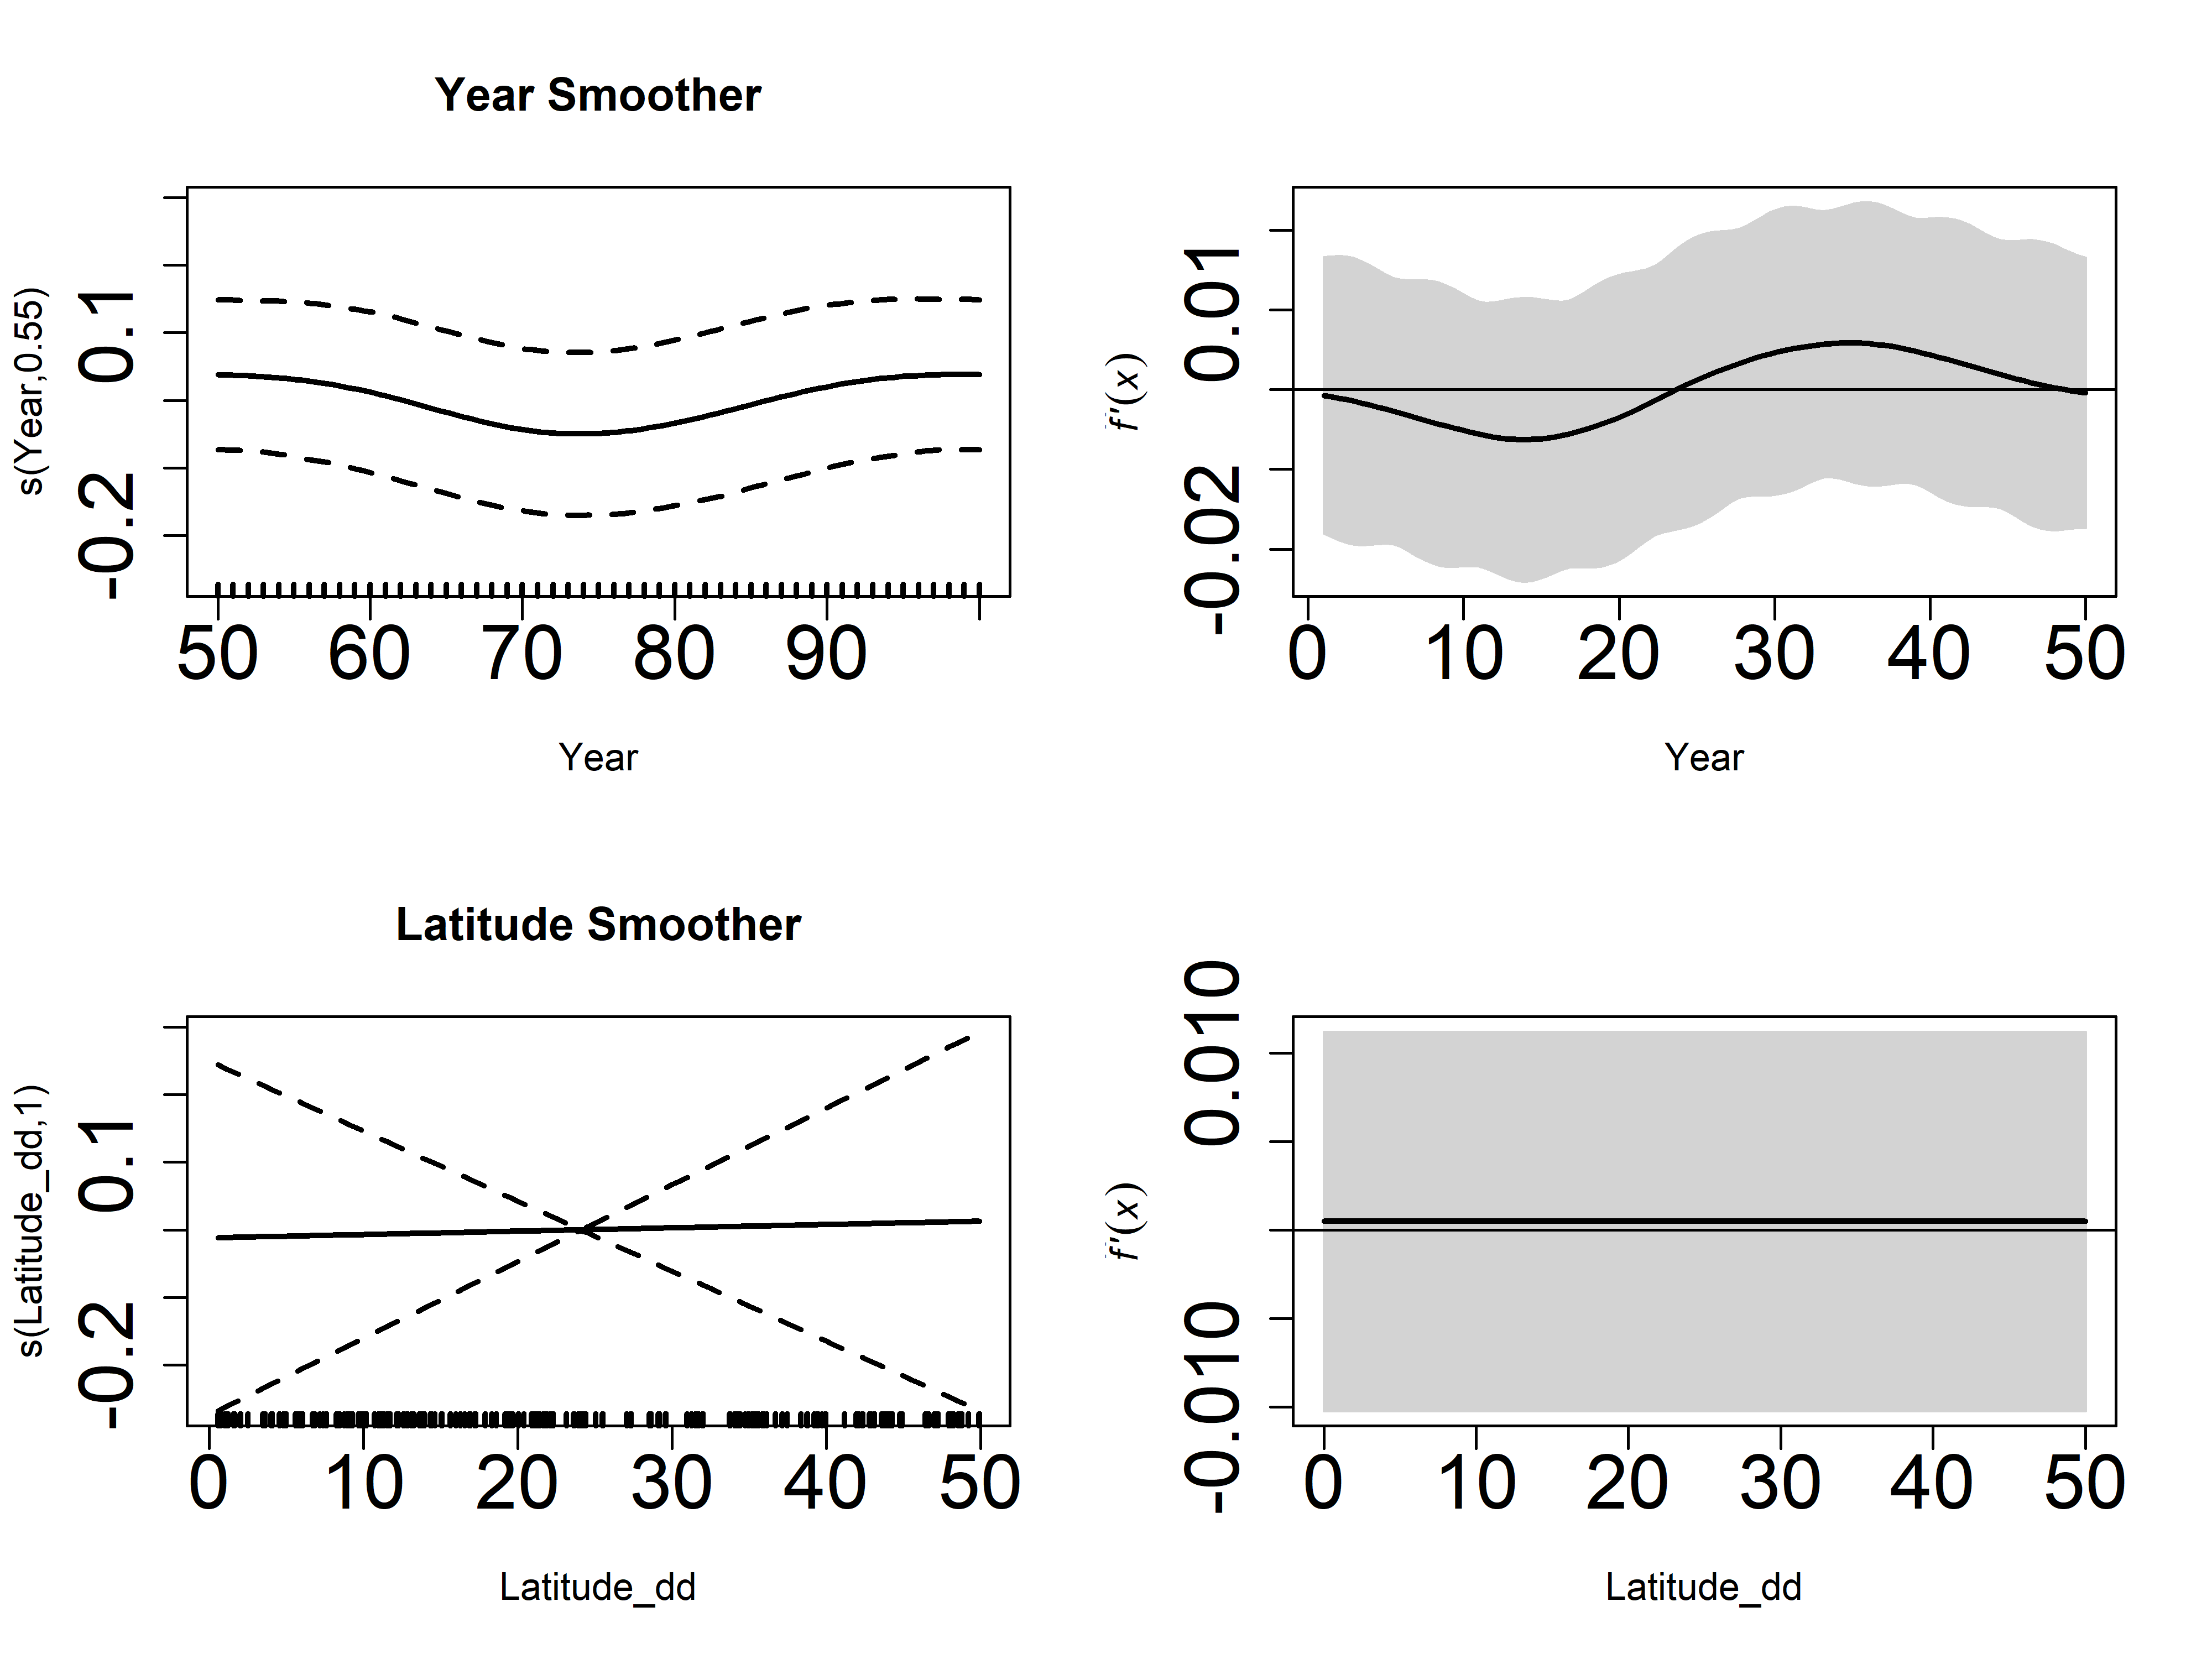 Year Smoother
s(Year,0.55)
-0.2 0.1
50 60 70 80 90
Year
f'(x)
-0.02 0.01
0 10 20 30 40 50
Year
Latitude Smoother
s(Latitude_dd,1)
-0.2 0.1
0 10 20 30 40 50
Latitude_dd
f'(x)
-0.010 0.010
0 10 20 30 40 50
Latitude_dd